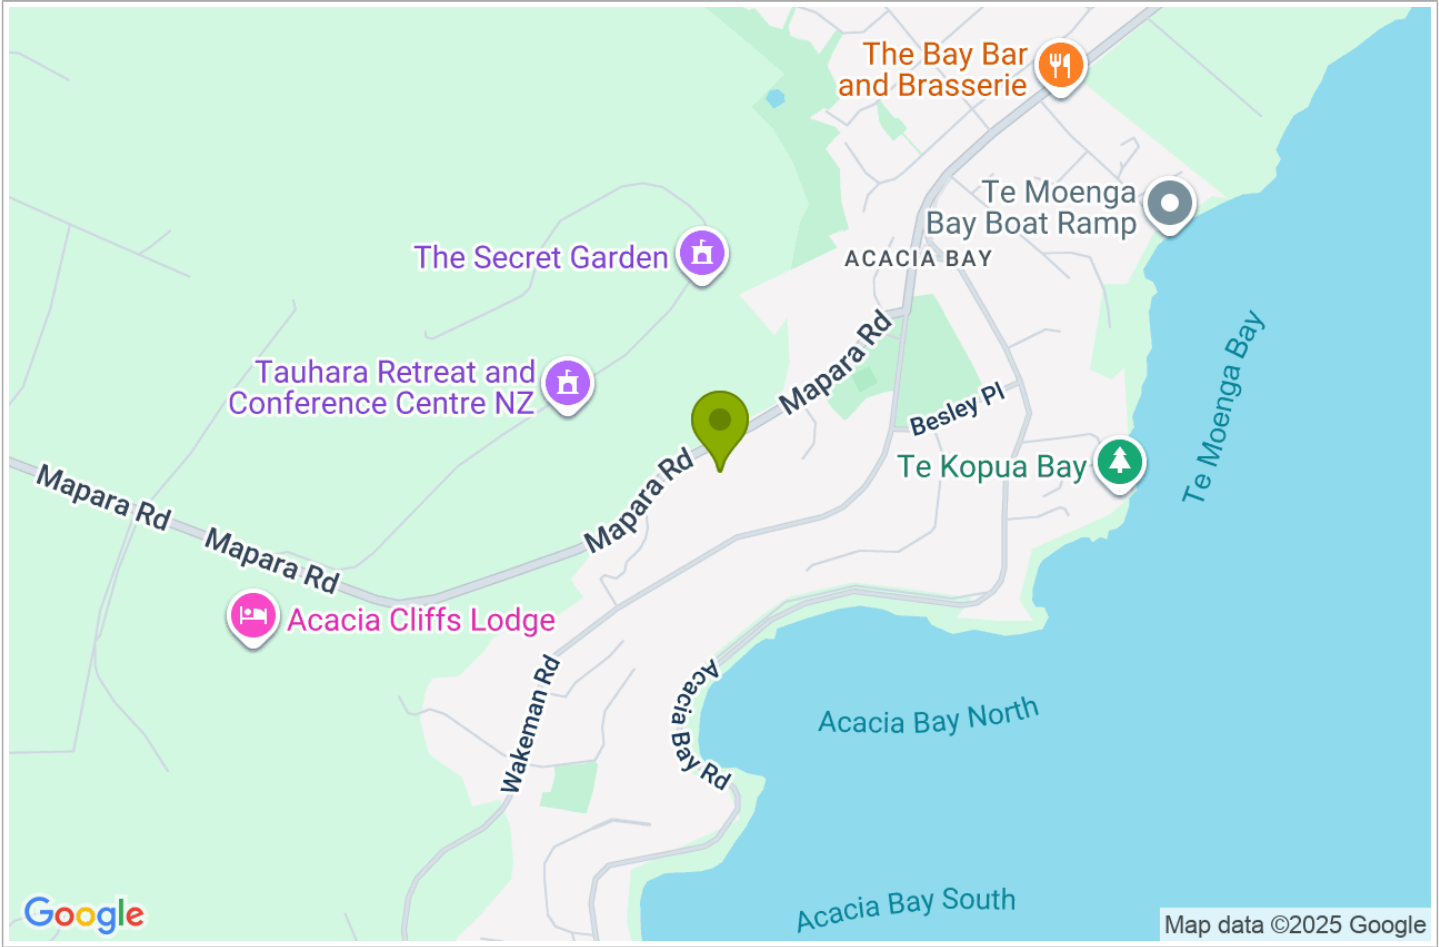 The Bay Bar
and Brasserie
Te Moenga
Bay Boat Ramp
ACACIA BAY
The Secret Garden
Te Moenga Bay
Mapara Rd
Tauhara Retreat and
Conference Centre NZ
Besley Pl
Te Kopua Bay
Mapara Rd
Mapara Rd
Mapara Rd
Acacia Cliffs Lodge
Wakeman Rd
Acacia Bay Rd
Acacia Bay North
Acacia Bay South
Google
Map data ©2025 Google